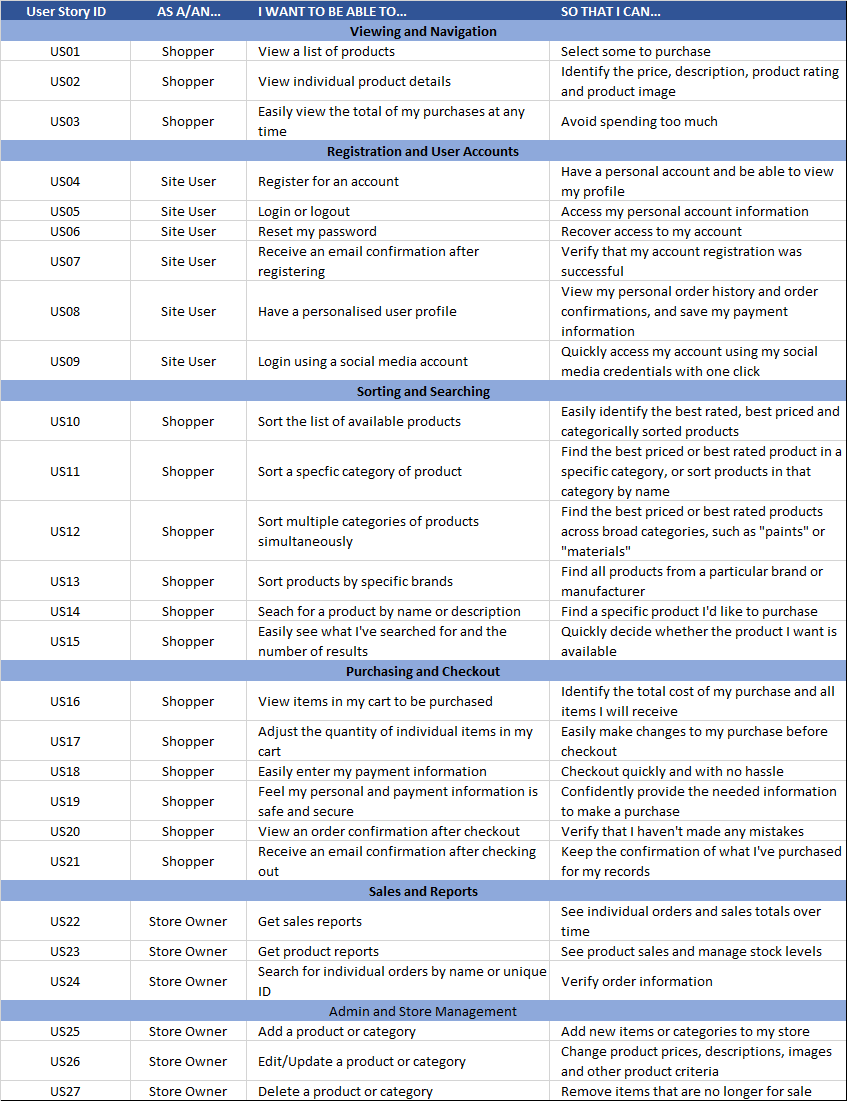 User Story ID AS A/AN... I WANT TO BE ABLE TO... SO THAT I CAN...
Viewing and Navigation
US01 Shopper View a list of products Select some to purchase
US02 Shopper View individual product details Identify the price, description, product rating
and product image
US03 Shopper Easily view the total of my purchases at any
time Avoid spending too much
Registration and User Accounts
US04 Site User Register for an account Have a personal account and be able to view
my profile
US05 Site User Login or logout Access my personal account information
US06 Site User Reset my password Recover access to my account
US07 Site User Receive an email confirmation after
registering Verify that my account registration was
successful
US08 Site User Have a personalised user profile View my personal order history and order
confirmations, and save my payment
information
US09 Site User Login using a social media account Quickly access my account using my social
media credentials with one click
Sorting and Searching
US10 Shopper Sort the list of available products Easily identify the best rated, best priced and
categorically sorted products
US11 Shopper Sort a specfic category of product Find the best priced or best rated product in a
specific category, or sort products in that
category by name
US12 Shopper Sort multiple categories of products
simultaneously Find the best priced or best rated products
across broad categories, such as "paints" or
"materials"
US13 Shopper Sort products by specific brands Find all products from a particular brand or
manufacturer
US14 Shopper Seach for a product by name or description Find a specific product I'd like to purchase
US15 Shopper Easily see what I've searched for and the
number of results Quickly decide whether the product I want is
available
Purchasing and Checkout
US16 Shopper View items in my cart to be purchased Identify the total cost of my purchase and all
items I will receive
US17 Shopper Adjust the quantity of individual items in my
cart Easily make changes to my purchase before
checkout
US18 Shopper Easily enter my payment information Checkout quickly and with no hassle
US19 Shopper Feel my personal and payment information is
safe and secure Confidently provide the needed information
to make a purchase
US20 Shopper View an order confirmation after checkout Verify that I haven't made any mistakes
US21 Shopper Receive an email confirmation after checking
out Keep the confirmation of what I've purchased
for my records
Sales and Reports
US22 Store Owner Get sales reports See individual orders and sales totals over
time
US23 Store Owner Get product reports See product sales and manage stock levels
US24 Store Owner Search for individual orders by name or unique
ID Verify order information
Admin and Store Management
US25 Store Owner Add a product or category Add new items or categories to my store
US26 Store Owner Edit/Update a product or category Change product prices, descriptions, images
and other product criteria
US27 Store Owner Delete a product or category Remove items that are no longer for sale